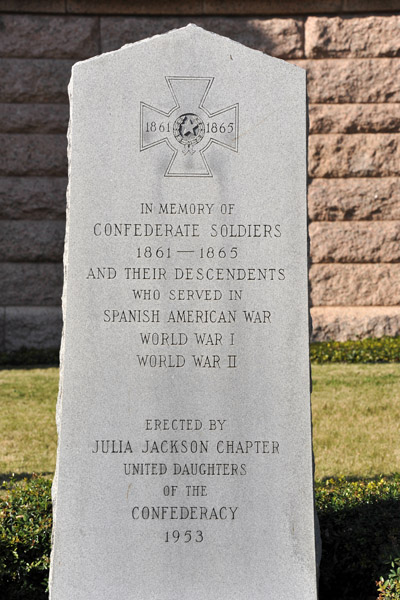 1861 1865
IN MEMORY OF
CONFEDERATE SOLDIERS
1861 — 1865
AND THEIR DESCENDENTS
WHO SERVED IN
SPANISH AMERICAN WAR
WORLD WAR I
WORLD WAR II
ERECTED BY
JULIA JACKSON CHAPTER
UNITED DAUGHTERS
OF THE
CONFEDERACY
1953